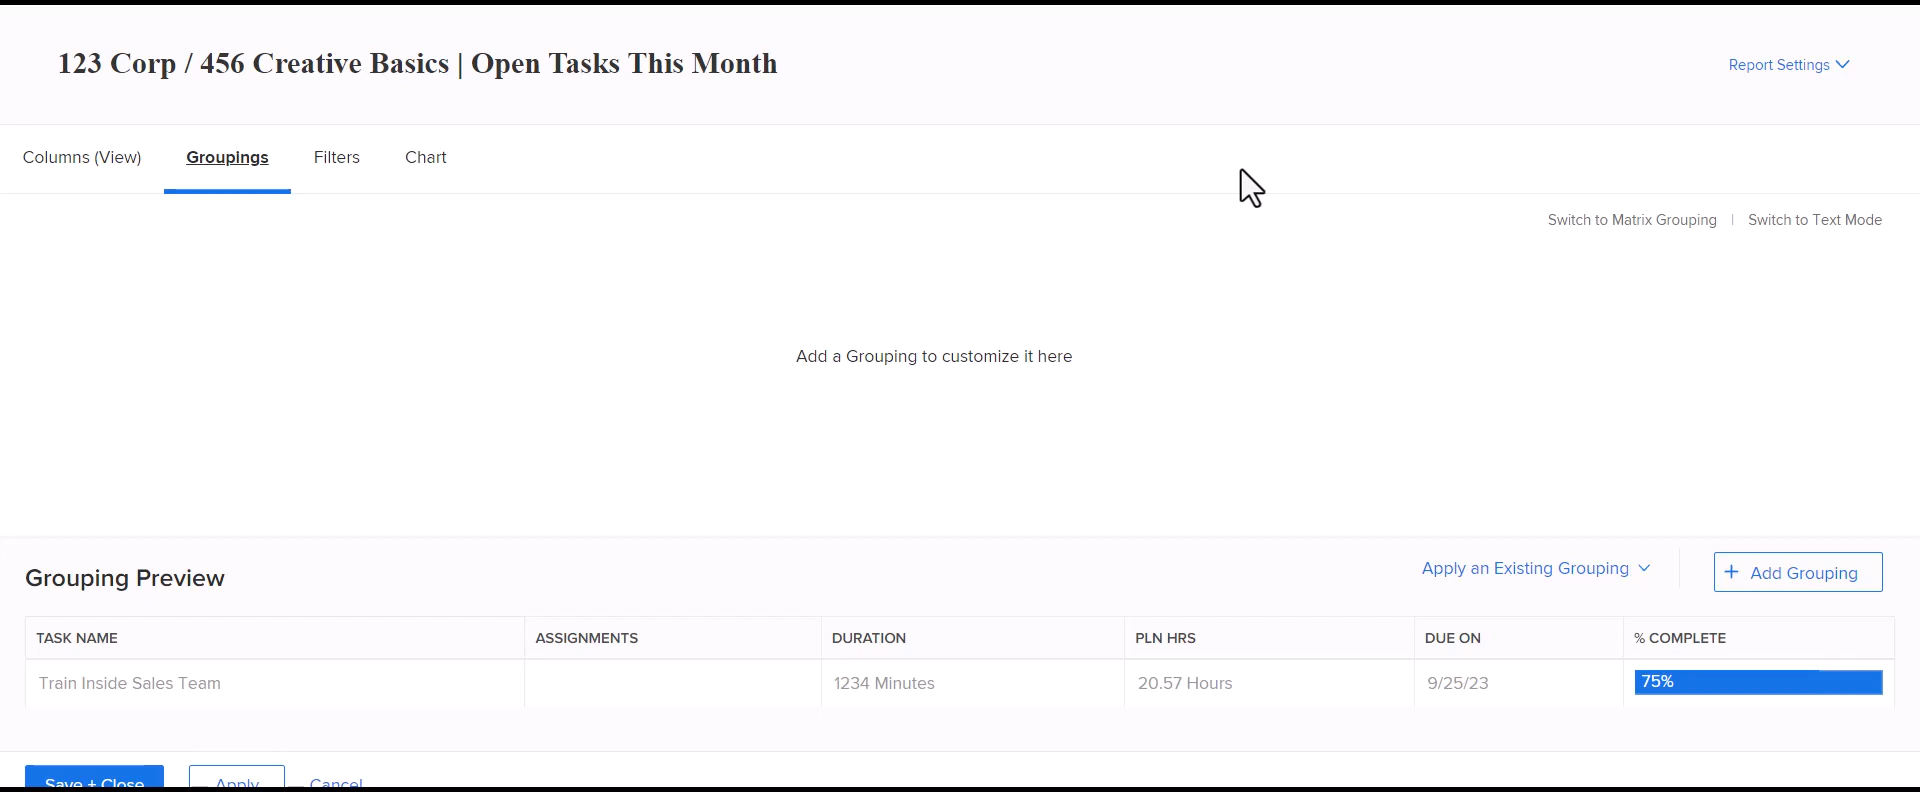 123 Corp / 456 Creative Basics | Open Tasks This Month
Report Settings
Columns (View) Groupings Filters Chart
Switch to Matrix Grouping | Switch to Text Mode
Add a Grouping to customize it here
Grouping Preview
Apply an Existing Grouping
+ Add Grouping
TASK NAME ASSIGNMENTS DURATION PLN HRS DUE ON % COMPLETE
Train Inside Sales Team 1234 Minutes 20.57 Hours 9/25/23 75%
Save + Close Apply Cancel